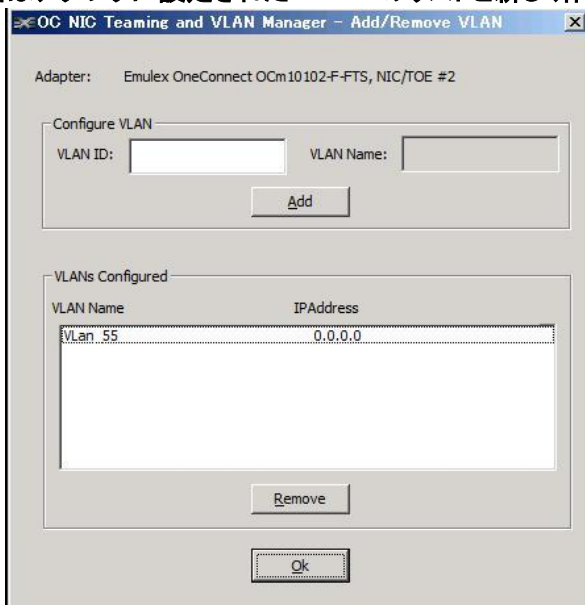 OC NIC Teaming and VLAN Manager - Add/Remove VLAN
Adapter: Emulex OneConnect OCm10102-F-FTS, NIC/TOE #2
Configure VLAN
VLAN ID: VLAN Name:
Add
VLANs Configured
VLAN Name IPAddress
VLan_55 0.0.0.0
Remove
Ok